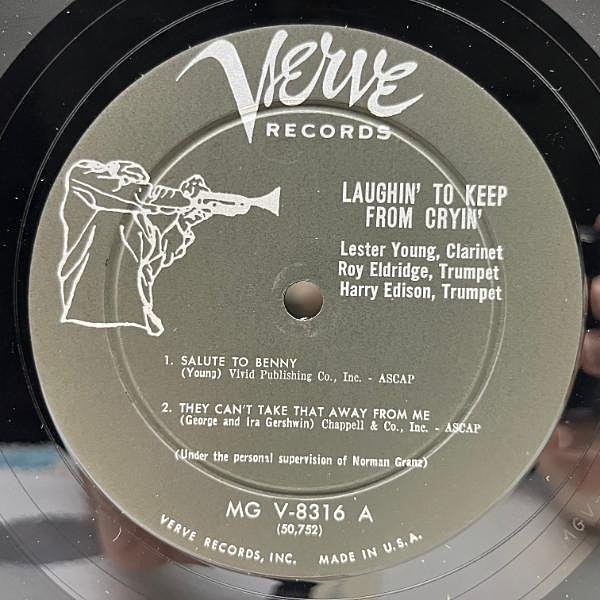 Verve
RECORDS
LAUGHIN' TO KEEP
FROM CRYIN'
Lester Young, Clarinet
Roy Eldridge, Trumpet
Harry Edison, Trumpet
1. SALUTE TO BENNY
(Young) Vivid Publishing Co., Inc. - ASCAP
2. THEY CAN'T TAKE THAT AWAY FROM ME
(George and Ira Gershwin) Chappell & Co., Inc. - ASCAP
(Under the personal supervision of Norman Granz)
MG V-8316 A
(50,752)
VERVE RECORDS, INC. MADE IN U.S.A.
MG V-